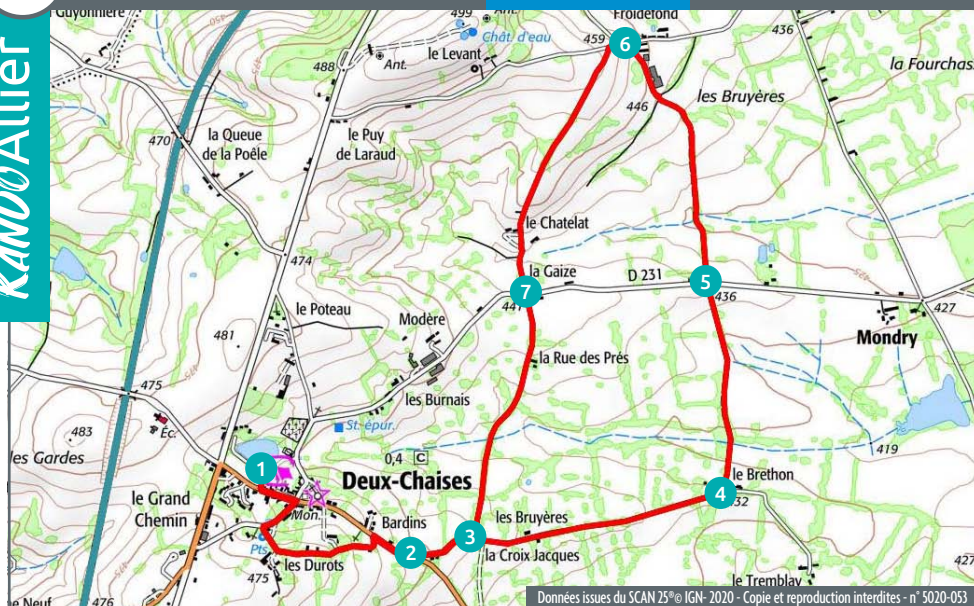 RANDOAllier
Guyonnière
499
Ant.
Froidefond
459
6
436
Chât. d'eau
le Levant
488
Ant.
la Fourchas
446
les Bruyères
470
la Queue
de la Poêle
le Puy
de Laraud
le Chatelat
474
la Gaize
D 231
5
436
7
le Poteau
427
Modère
481
Mondry
la Rue des Prés
475
les Burnais
Éc.
St. épur.
483
419
les Gardes
0,4 C
1
le Brethon
Deux-Chaises
4
le Grand
Chemin
Mon.
Bardins
les Bruyères
3
Pts
2
la Croix Jacques
les Durots
475
le Tremblay
427
e Neuf
476
Données issues du SCAN 25®© IGN- 2020 - Copie et reproduction interdites - n° 5020-053